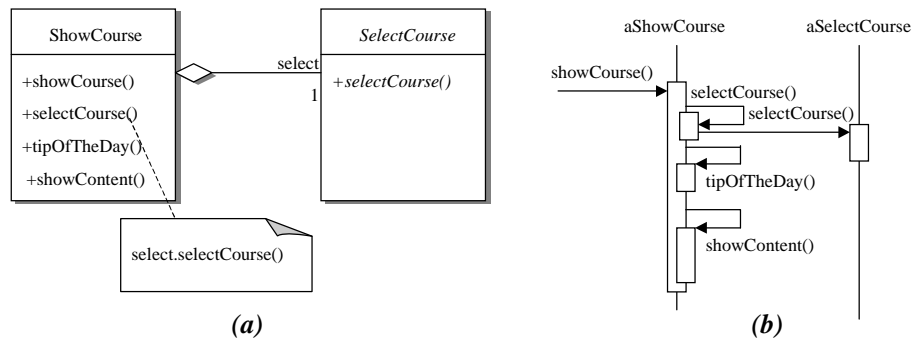 ShowCourse
+showCourse()
+selectCourse()
+tipOfTheDay()
+showContent()
select
1
SelectCourse
+selectCourse()
select.selectCourse()
(a)
aShowCourse
aSelectCourse
showCourse()
selectCourse()
selectCourse()
tipOfTheDay()
showContent()
(b)